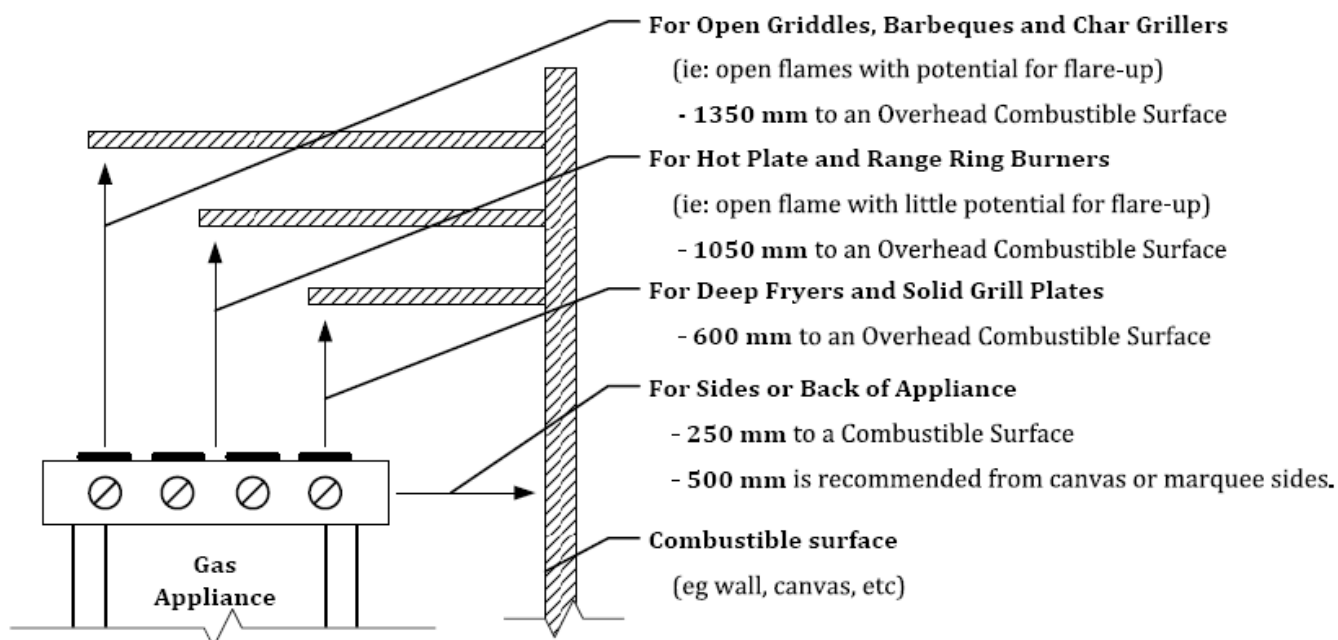 For Open Griddles, Barbeques and Char Grillers
(ie: open flames with potential for flare-up)
- 1350 mm to an Overhead Combustible Surface
For Hot Plate and Range Ring Burners
(ie: open flame with little potential for flare-up)
- 1050 mm to an Overhead Combustible Surface
For Deep Fryers and Solid Grill Plates
- 600 mm to an Overhead Combustible Surface
For Sides or Back of Appliance
- 250 mm to a Combustible Surface
- 500 mm is recommended from canvas or marquee sides.
Combustible surface
(eg wall, canvas, etc)
Gas
Appliance